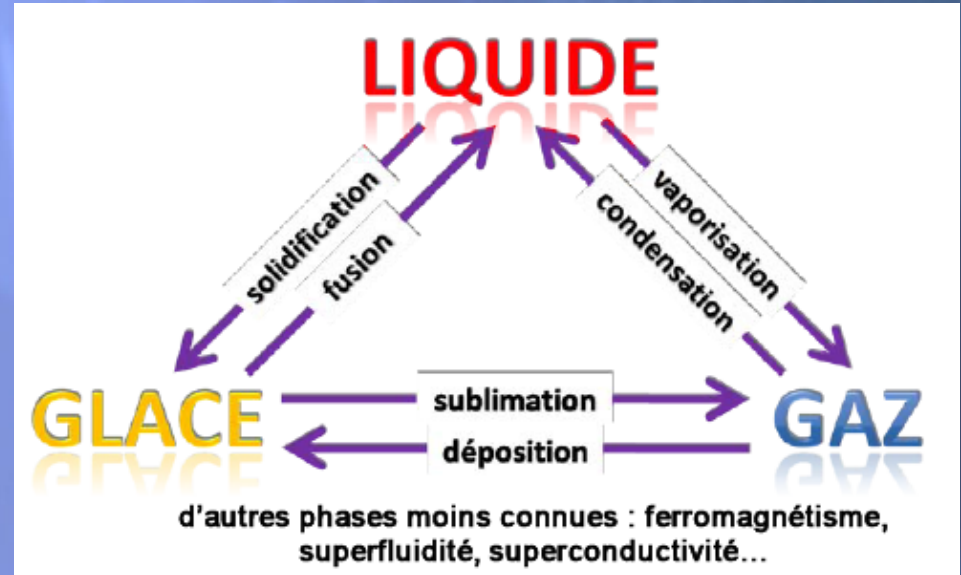 LIQUIDE
solidification
fusion
condensation
vaporisation
GLACE
sublimation
déposition
GAZ
d'autres phases moins connues : ferromagnétisme,
superfluidité, superconductivité...